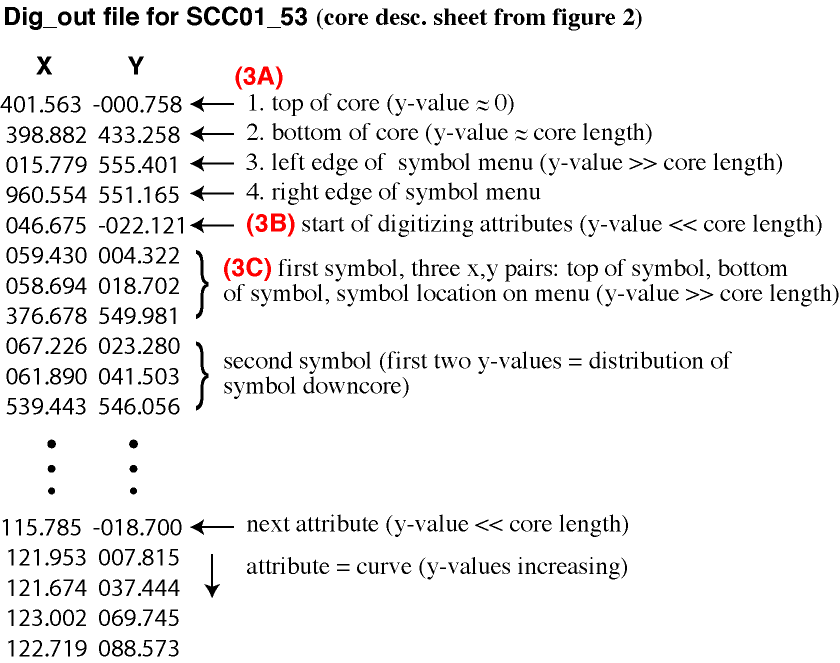 Dig_out file for SCC01_53 (core desc. sheet from figure 2)
X Y
(3A)
401.563 -000.758 1. top of core (y-value ≈ 0)
398.882 433.258 2. bottom of core (y-value ≈ core length)
015.779 555.401 3. left edge of symbol menu (y-value >> core length)
960.554 551.165 4. right edge of symbol menu
046.675 -022.121 (3B) start of digitizing attributes (y-value << core length)
059.430 004.322
(3C) first symbol, three x,y pairs: top of symbol, bottom
058.694 018.702
of symbol, symbol location on menu (y-value >> core length)
376.678 549.981
067.226 023.280
second symbol (first two y-values = distribution of
061.890 041.503
symbol downcore)
539.443 546.056
115.785 -018.700 next attribute (y-value << core length)
121.953 007.815
attribute = curve (y-values increasing)
121.674 037.444
123.002 069.745
122.719 088.573